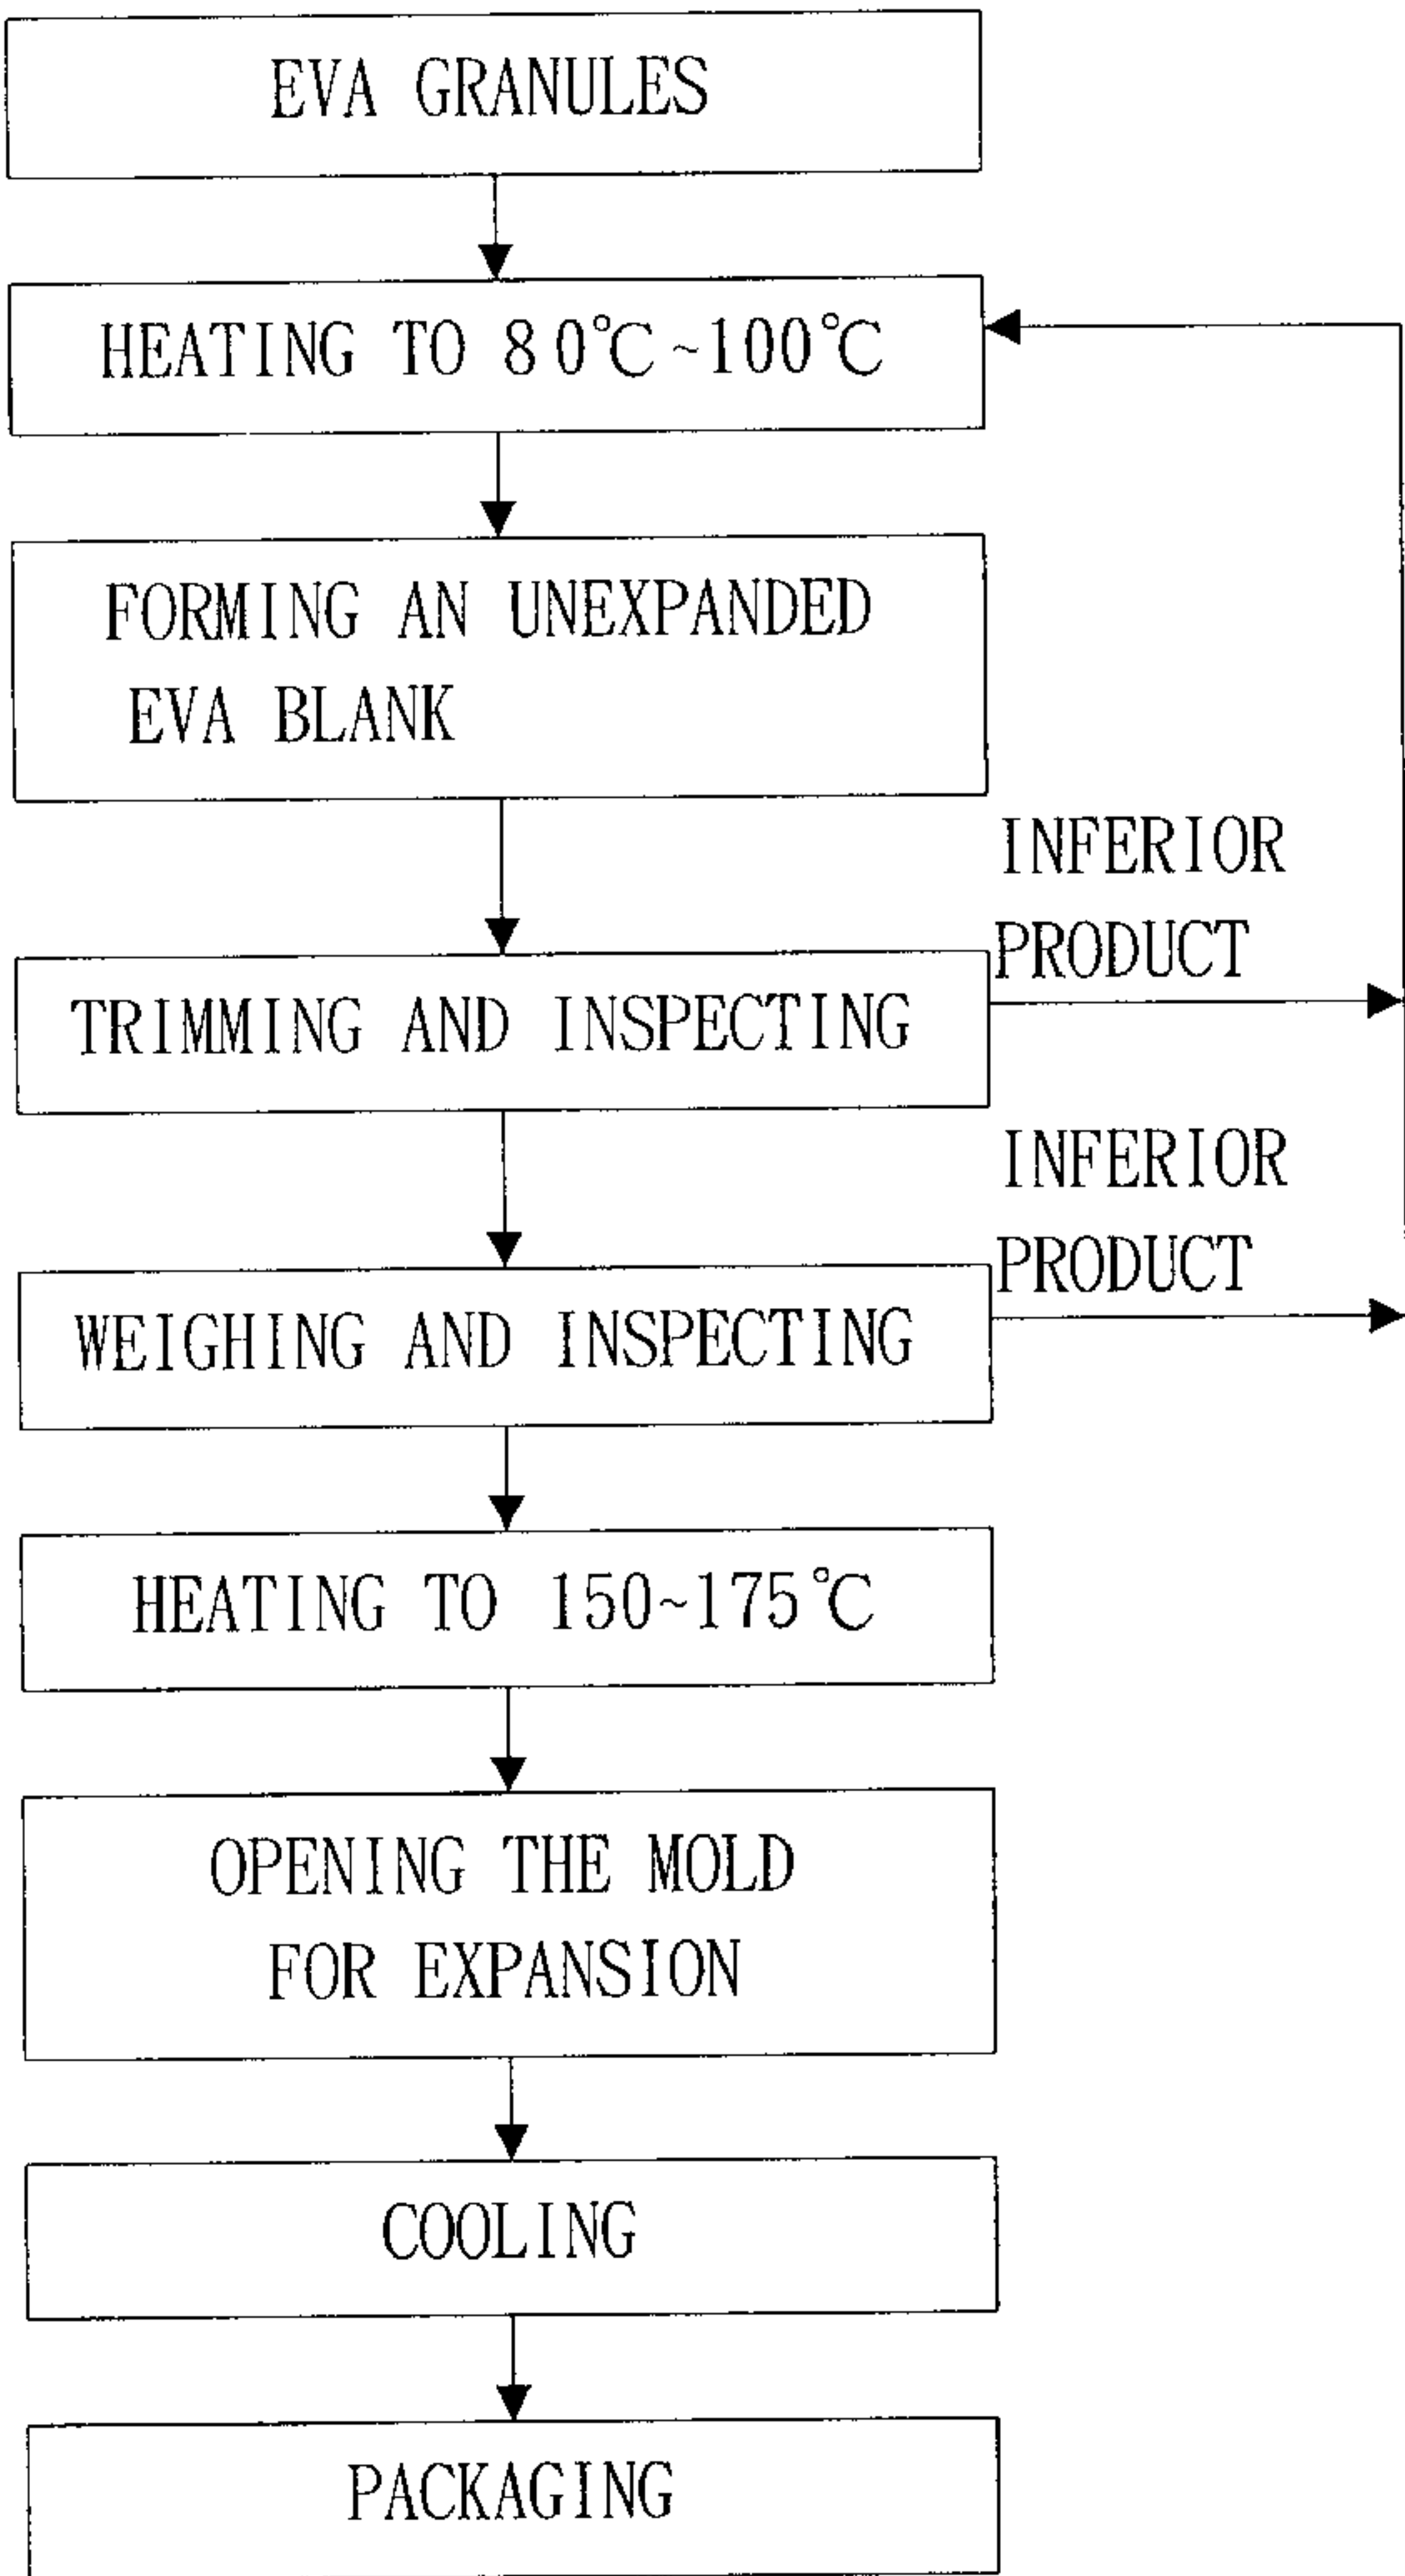 EVA GRANULES
HEATING TO 80℃~100℃
FORMING AN UNEXPANDED
EVA BLANK
INFERIOR
PRODUCT
TRIMMING AND INSPECTING
INFERIOR
PRODUCT
WEIGHING AND INSPECTING
HEATING TO 150~175℃
OPENING THE MOLD
FOR EXPANSION
COOLING
PACKAGING